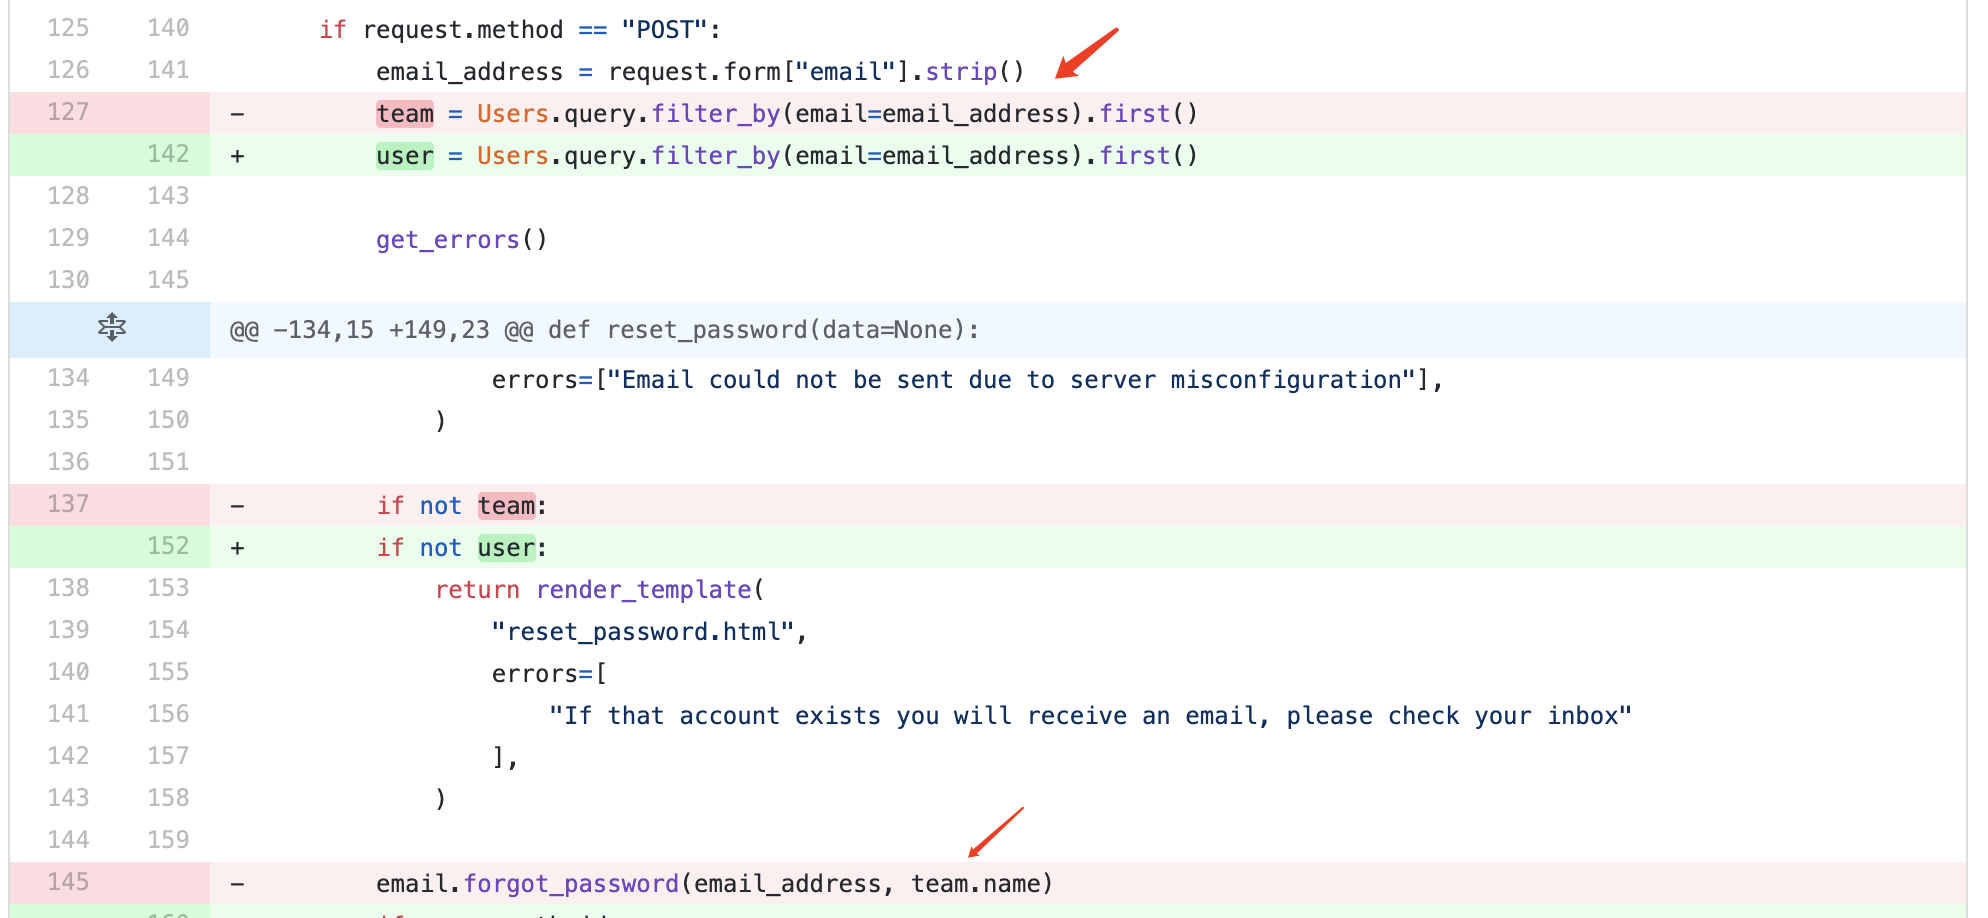 125 140 if request.method == "POST":
126 141 email_address = request.form["email"].strip()
127 - team = Users.query.filter_by(email=email_address).first()
142 + user = Users.query.filter_by(email=email_address).first()
128 143
129 144 get_errors()
130 145
@@ -134,15 +149,23 @@ def reset_password(data=None):
134 149 errors=["Email could not be sent due to server misconfiguration"],
135 150 )
136 151
137 - if not team:
152 + if not user:
138 153 return render_template(
139 154 "reset_password.html",
140 155 errors=[
141 156 "If that account exists you will receive an email, please check your inbox"
142 157 ],
143 158 )
144 159
145 - email.forgot_password(email_address, team.name)